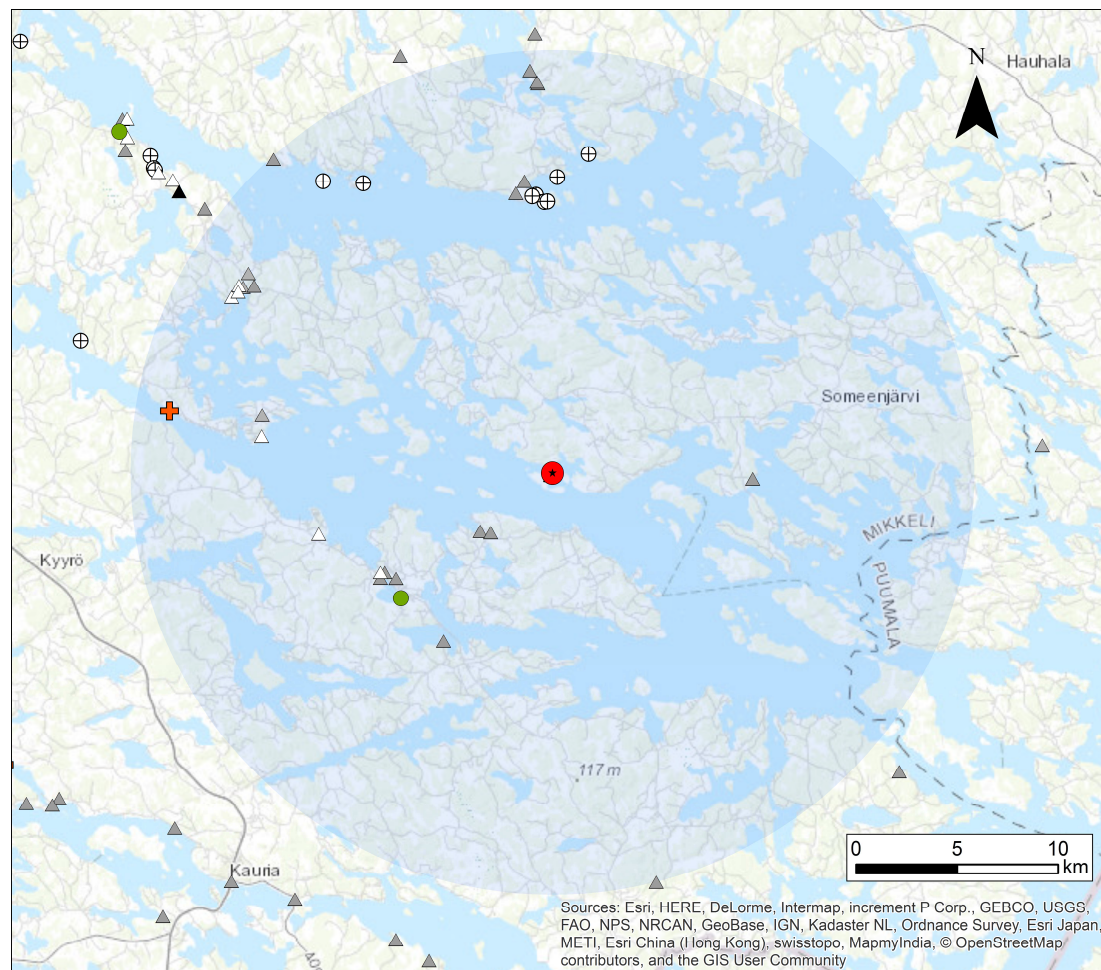 N
Hauhala
Someenjärvi
MIKKELI
PUUMALA
Kyyrö
117 m
Kauria
0 5 10
km
409
Sources: Esri, HERE, DeLorme, Intermap, increment P Corp., GEBCO, USGS,
FAO, NPS, NRCAN, GeoBase, IGN, Kadaster NL, Ordnance Survey, Esri Japan,
METI, Esri China (Hong Kong), swisstopo, MapmyIndia, © OpenStreetMap
contributors, and the GIS User Community